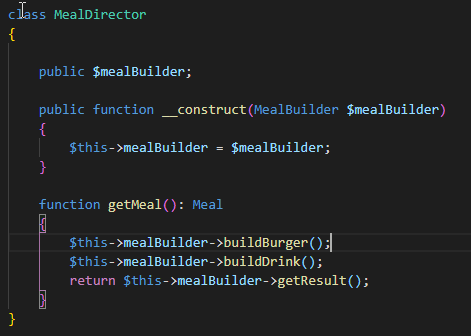 class MealDirector
{
public $mealBuilder;
public function __construct(MealBuilder $mealBuilder)
{
$this->mealBuilder = $mealBuilder;
}
function getMeal(): Meal
{
$this->mealBuilder->buildBurger();
$this->mealBuilder->buildDrink();
return $this->mealBuilder->getResult();
}
}